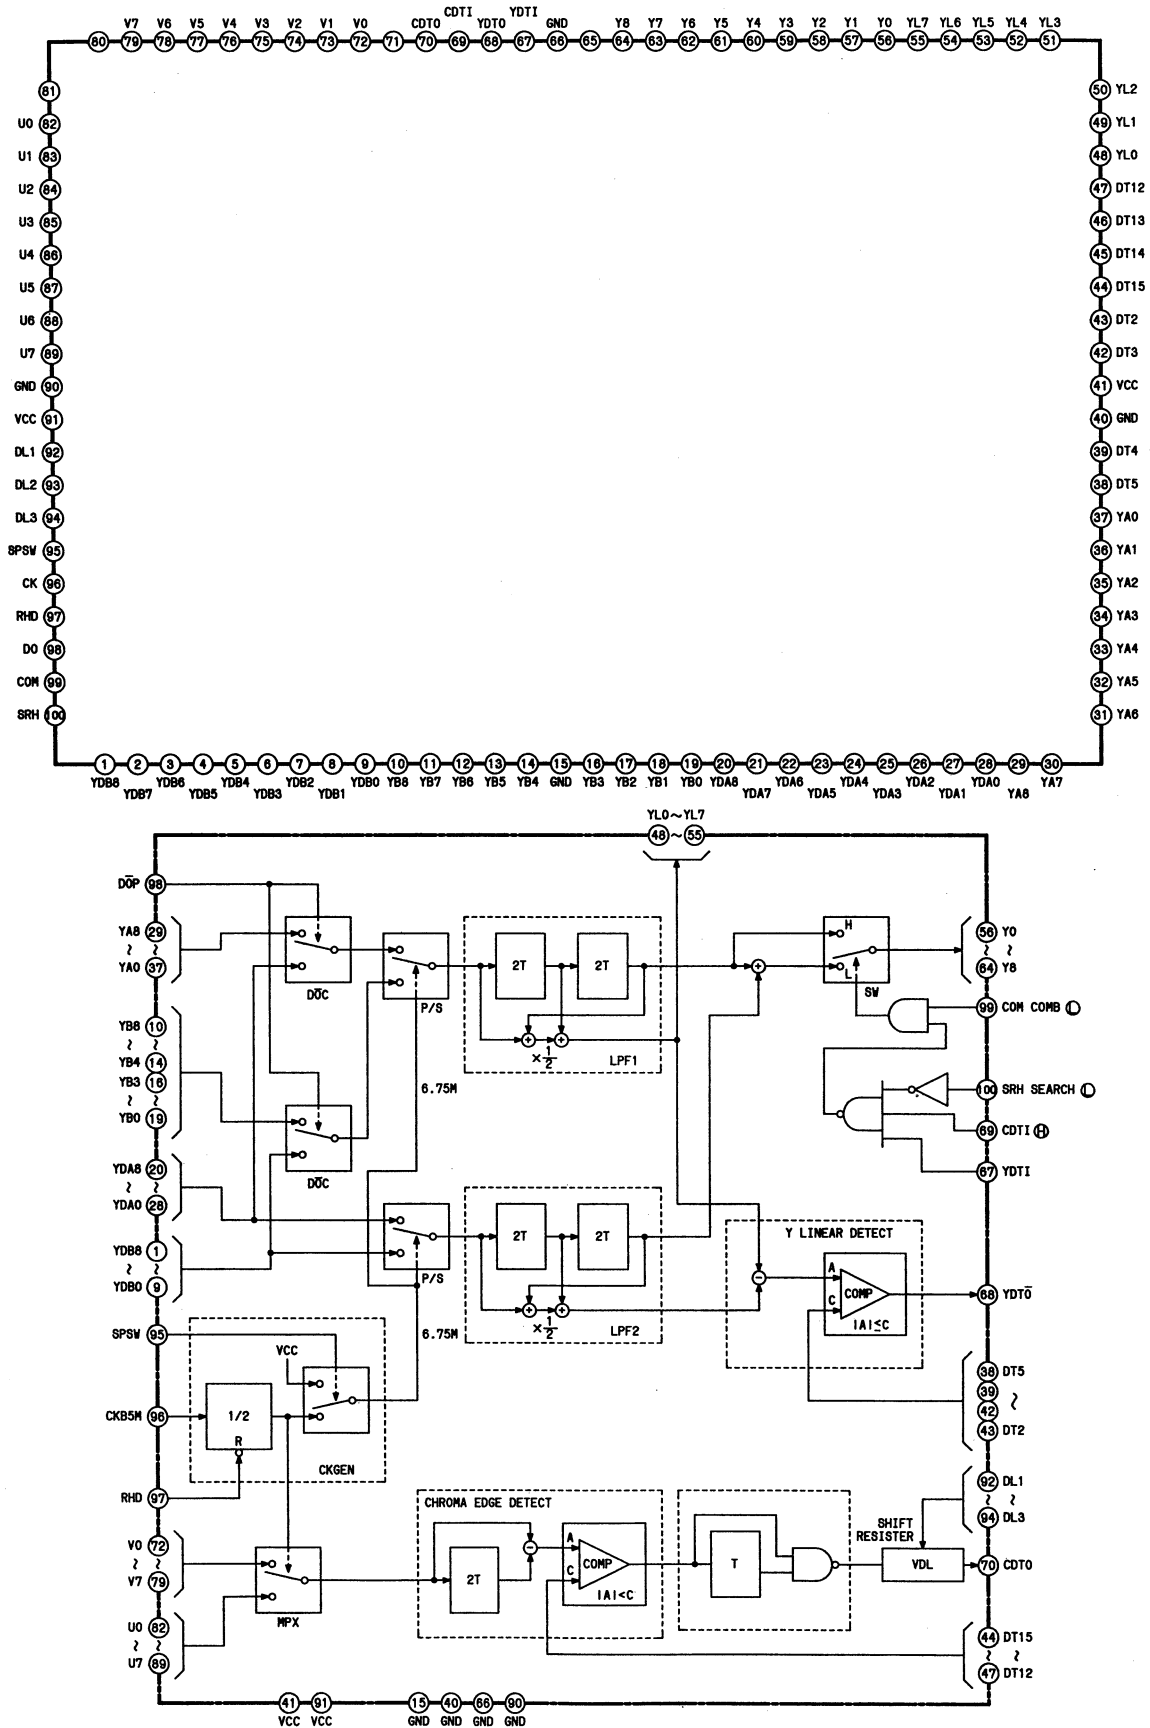 CDTI YDTI
V7 V6 V5 V4 V3 V2 V1 V0 CDT0 YDT0 GND Y8 Y7 Y6 Y5 Y4 Y3 Y2 Y1 Y0 YL7 YL6 YL5 YL4 YL3
80 79 78 77 76 75 74 73 72 71 70 69 68 67 66 65 64 63 62 61 60 59 58 57 56 55 54 53 52 51
81 50 YL2
U0 82 49 YL1
U1 83 48 YL0
U2 84 47 DT12
U3 85 46 DT13
U4 86 45 DT14
U5 87 44 DT15
U6 88 43 DT2
U7 89 42 DT3
GND 90 41 VCC
VCC 91 40 GND
DL1 92 39 DT4
DL2 93 38 DT5
DL3 94 37 YA0
SPSW 95 36 YA1
CK 96 35 YA2
RHD 97 34 YA3
DO 98 33 YA4
COM 99 32 YA5
SRH 100 31 YA6
1 2 3 4 5 6 7 8 9 10 11 12 13 14 15 16 17 18 19 20 21 22 23 24 25 26 27 28 29 30
YDB8 YDB6 YDB4 YDB2 YDB0 YB8 YB7 YB6 YB5 YB4 GND YB3 YB2 YB1 YB0 YDA8 YDA6 YDA4 YDA2 YDA0 YA7
YDB7 YDB5 YDB3 YDB1 YDA7 YDA5 YDA3 YDA1 YA8
YL0~YL7
48 ~ 55
D̅O̅P 98
YA8 29 H 56 Y0
~ ~ ~ ~
YA0 37 2T 2T + L 64 Y8
D̅O̅C P/S SW
99 COM COMB L
YB8 10
~ ~
YB4 14 + ×1/2 + LPF1
YB3 16 6.75M 100 SRH SEARCH L
~ ~
YB0 19 69 CDTI H
YDA8 20 D̅O̅C 67 YDTI
~ ~
YDA0 28
2T 2T Y LINEAR DETECT
YDB8 1
~ ~ P/S − A
YDB0 9 C COMP 68 YDTO̅
+ ×1/2 + LPF2 |A|≤C
SPSW 95 6.75M
VCC
38 DT5
39 ~
CKB5M 96 1/2 42
R 43 DT2
CKGEN
RHD 97 92 DL1
CHROMA EDGE DETECT ~ ~
SHIFT 94 DL3
RESISTER
V0 72 − A
~ ~ COMP T VDL 70 CDT0
V7 79 2T C
|A|<C
MPX
U0 82 44 DT15
~ ~ ~ ~
U7 89 47 DT12
41 91 15 40 66 90
VCC VCC GND GND GND GND